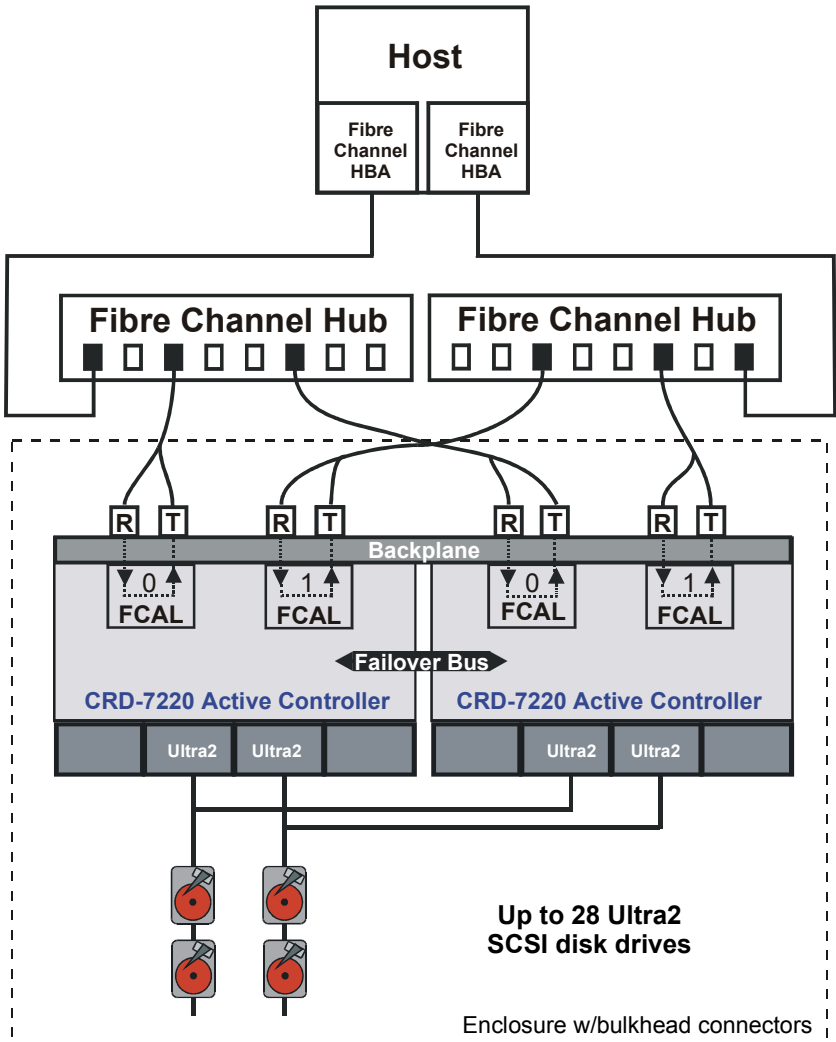 Host
Fibre
Channel
HBA
Fibre
Channel
HBA
Fibre Channel Hub
Fibre Channel Hub
R
T
R
T
R
T
R
T
Backplane
0
FCAL
1
FCAL
0
FCAL
1
FCAL
Failover Bus
CRD-7220 Active Controller
CRD-7220 Active Controller
Ultra2
Ultra2
Ultra2
Ultra2
Up to 28 Ultra2
SCSI disk drives
Enclosure w/bulkhead connectors